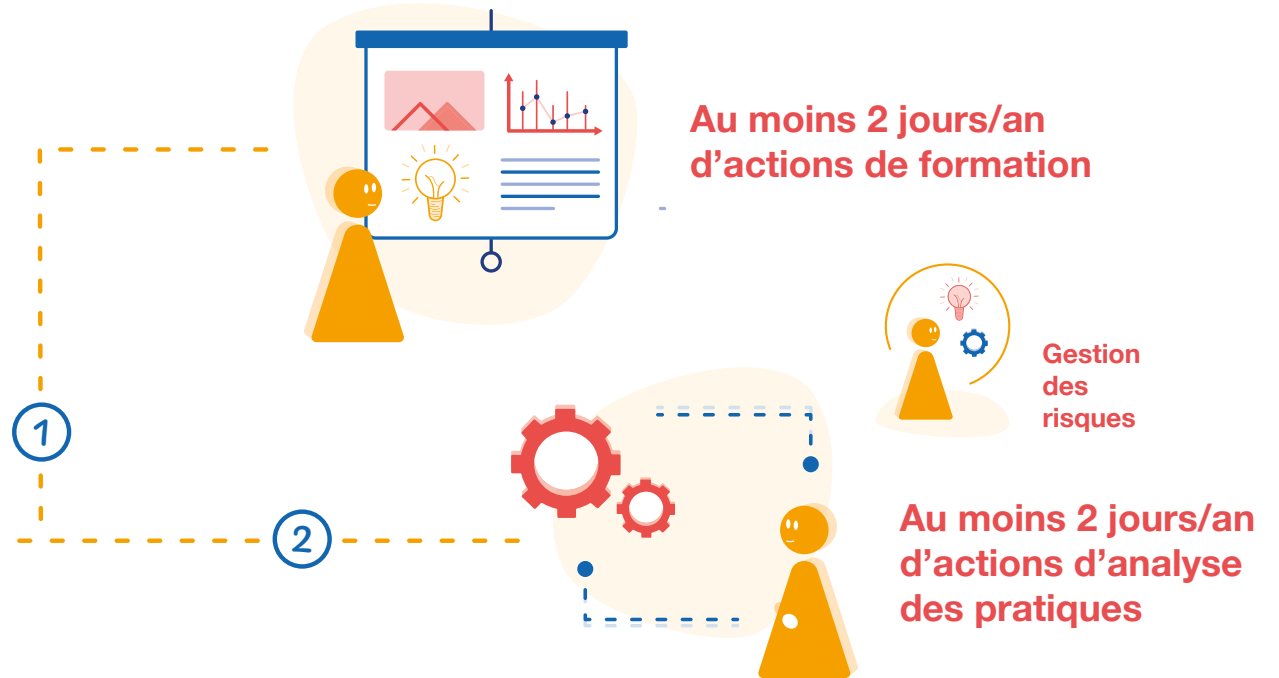 Au moins 2 jours/an
d’actions de formation
Gestion
des
risques
1
2
Au moins 2 jours/an
d’actions d’analyse
des pratiques